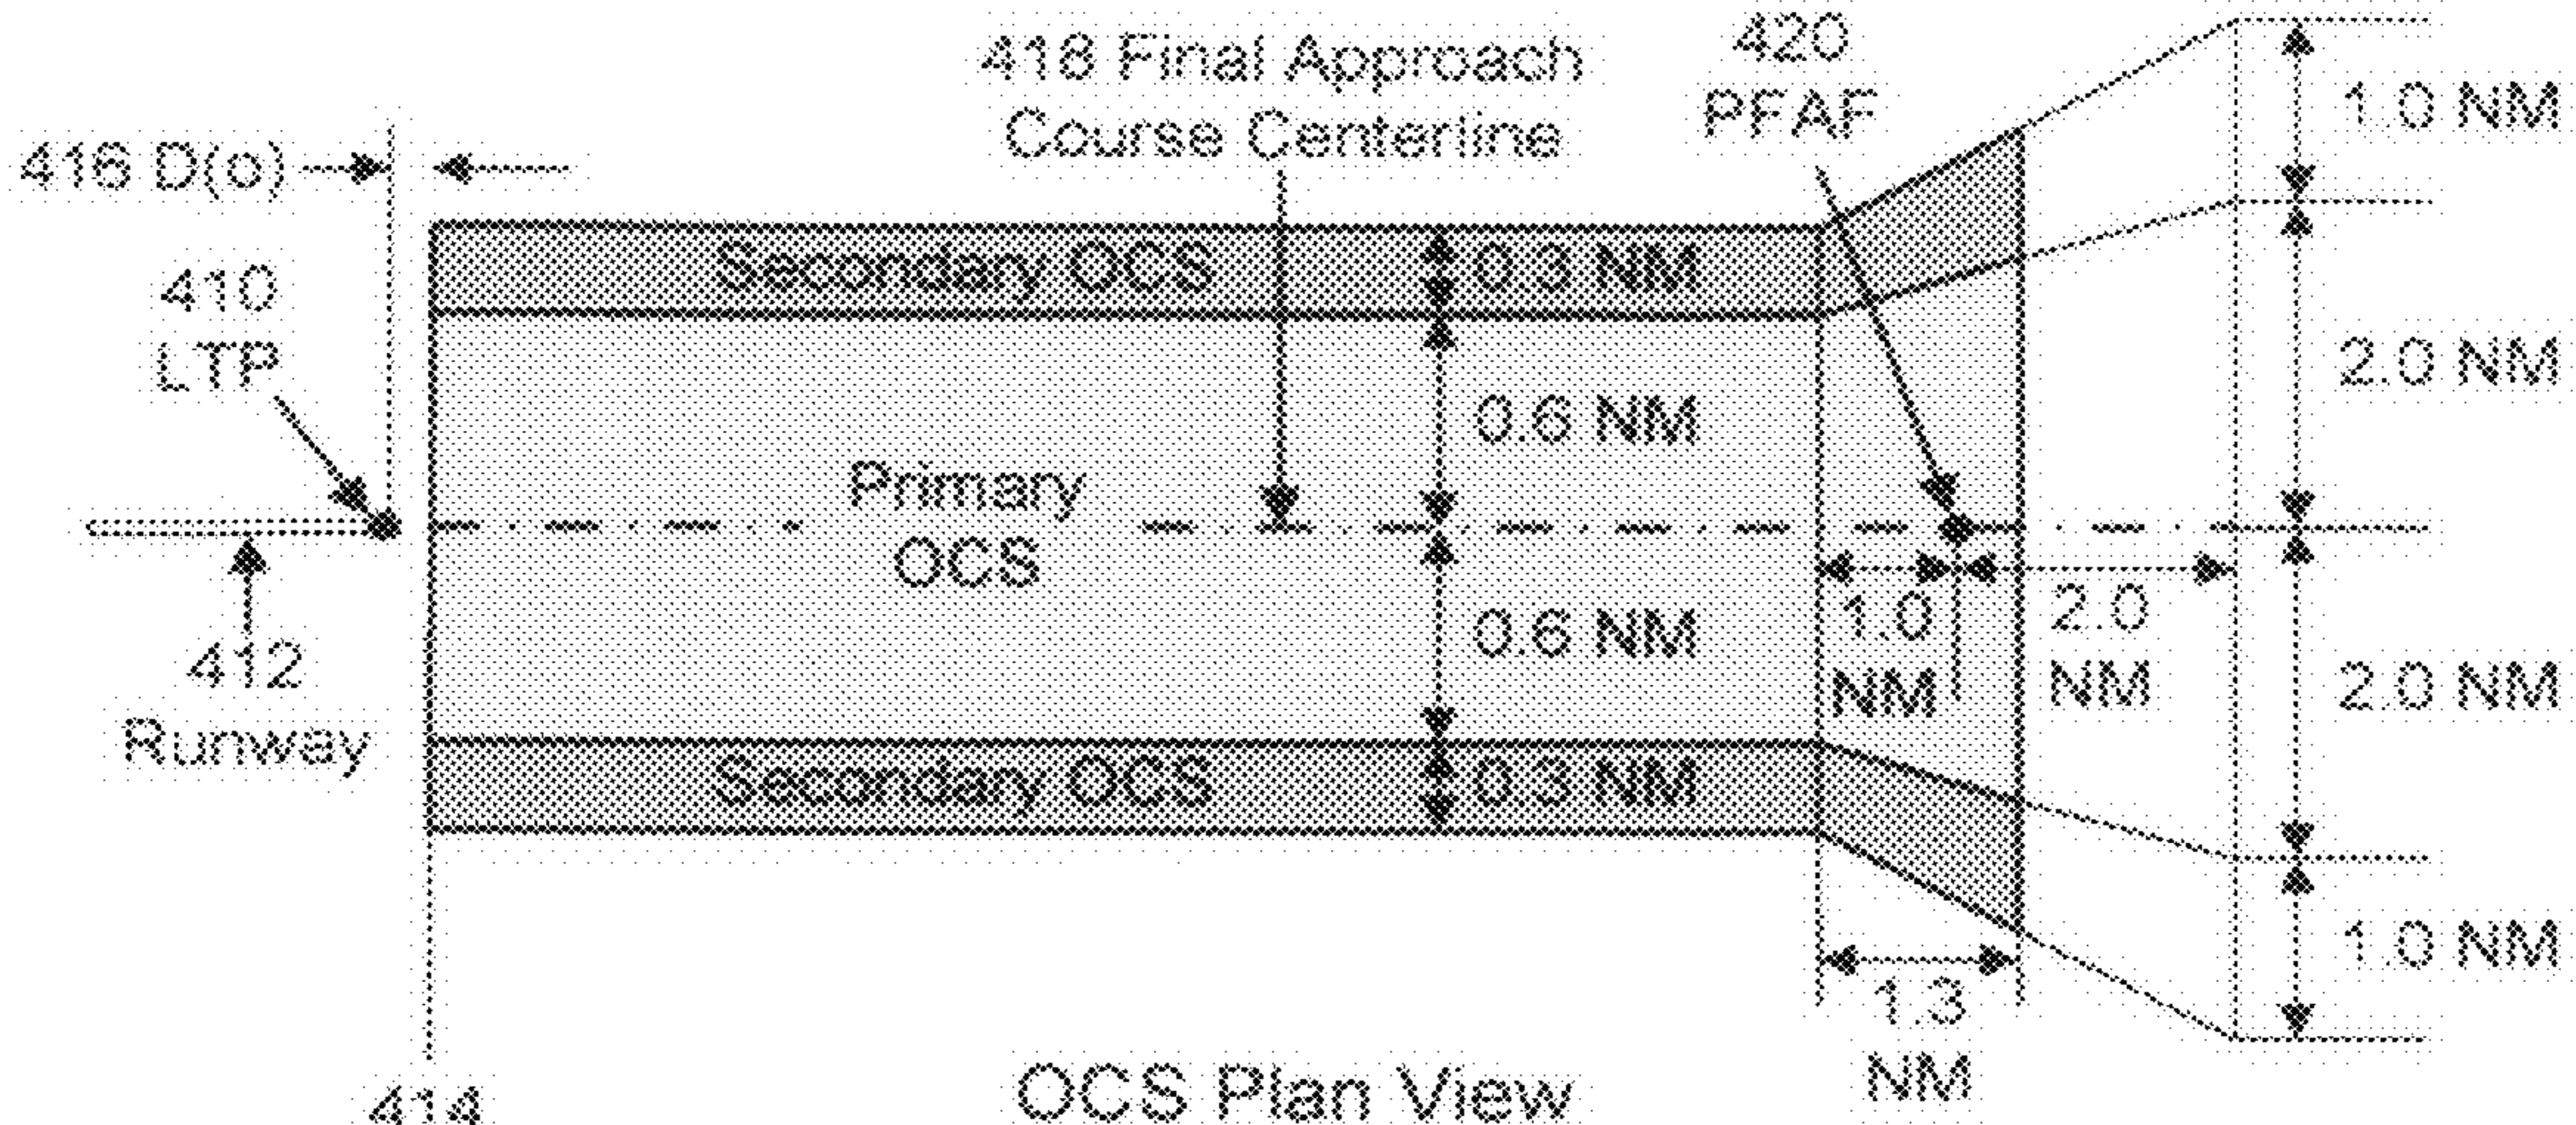 418 Final Approach
Course Centerline
420
PFAF
1.0 NM
416 D(o)
410
LTP
Secondary OCS
0.3 NM
2.0 NM
0.6 NM
Primary
OCS
412
Runway
0.6 NM
1.0
NM
2.0
NM
2.0 NM
Secondary OCS
0.3 NM
1.0 NM
1.3
NM
414
OCS Plan View